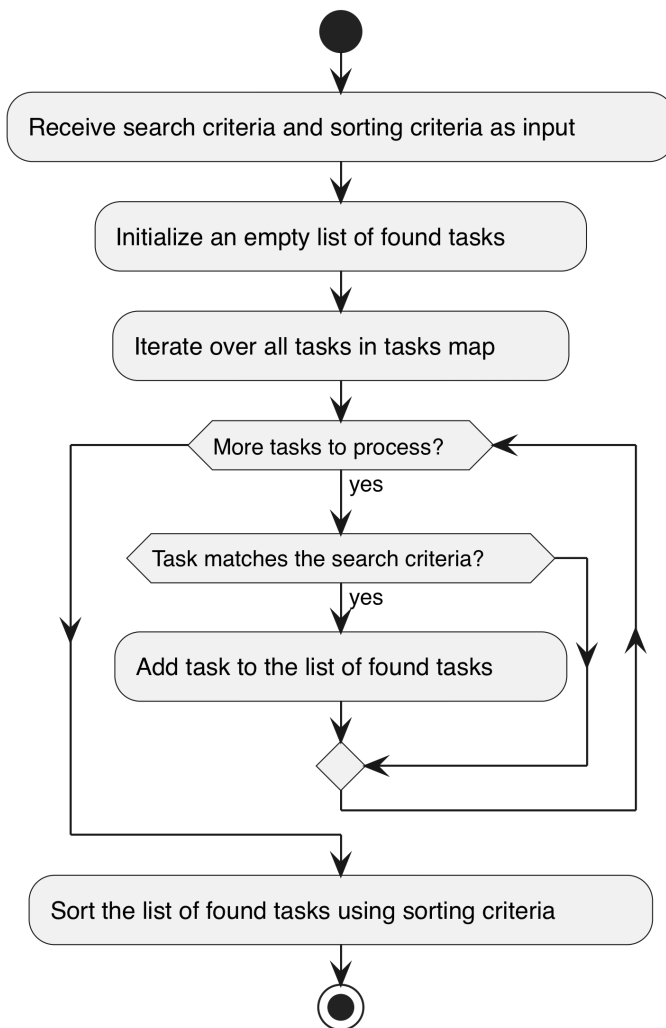 Receive search criteria and sorting criteria as input
Initialize an empty list of found tasks
Iterate over all tasks in tasks map
More tasks to process?
yes
Task matches the search criteria?
yes
Add task to the list of found tasks
Sort the list of found tasks using sorting criteria